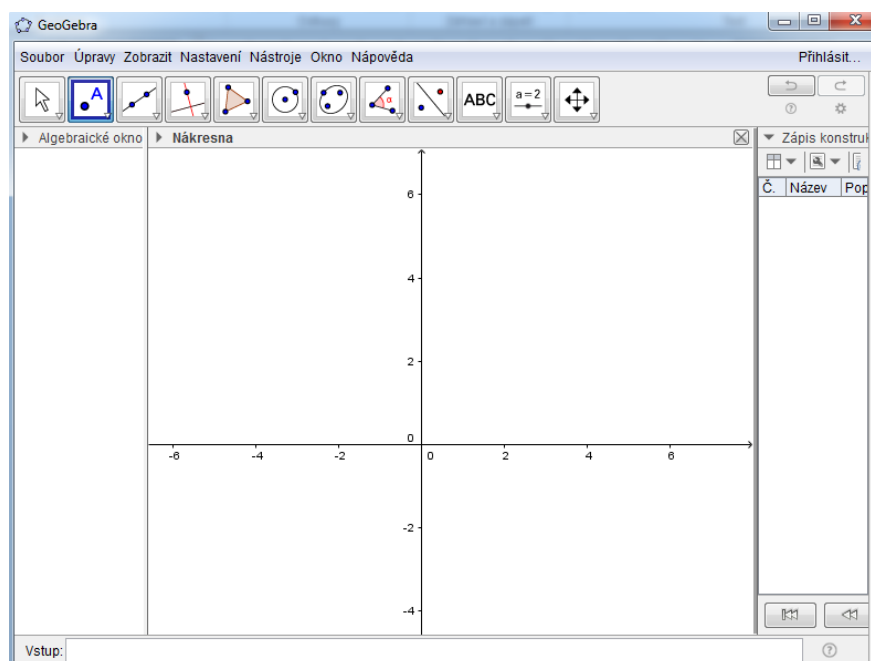 GeoGebra
Soubor Úpravy Zobrazit Nastavení Nástroje Okno Nápověda Přihlásit...
A α ABC a=2
Algebraické okno Nákresna Zápis konstruk
Č. Název Pop
6
4
2
0
-6 -4 -2 0 2 4 6
-2
-4
Vstup: